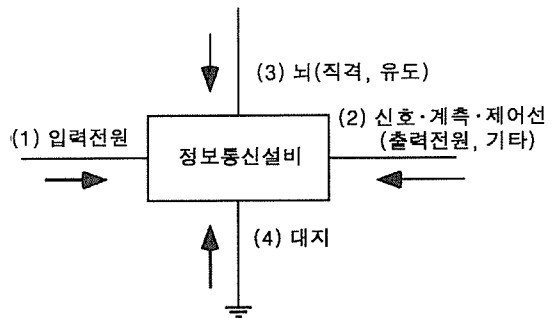 (3) 뇌(직격, 유도)
(2) 신호·계측·제어선
(1) 입력전원
(출력전원, 기타)
정보통신설비
(4) 대지